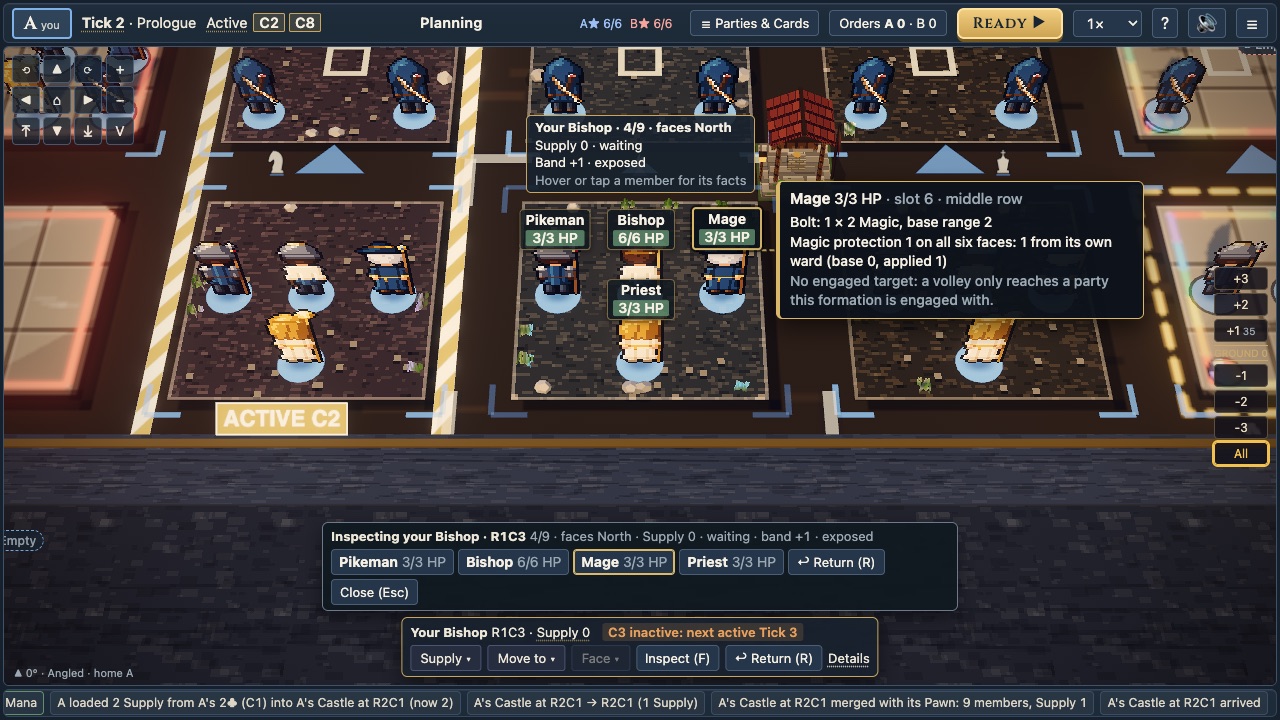 A you
Tick 2 · Prologue
Active C2 C8
Planning
A★ 6/6 B★ 6/6
≡ Parties & Cards
Orders A 0 · B 0
READY ▶
1×
?
≡
V
Your Bishop · 4/9 · faces North
Supply 0 · waiting
Band +1 · exposed
Hover or tap a member for its facts
Pikeman
3/3 HP
Bishop
6/6 HP
Mage
3/3 HP
Priest
3/3 HP
Mage 3/3 HP · slot 6 · middle row
Bolt: 1 × 2 Magic, base range 2
Magic protection 1 on all six faces: 1 from its own
ward (base 0, applied 1)
No engaged target: a volley only reaches a party
this formation is engaged with.
+3
+2
+1 35
-1
-2
-3
All
ACTIVE C2
Empty
Inspecting your Bishop · R1C3 4/9 · faces North · Supply 0 · waiting · band +1 · exposed
Pikeman 3/3 HP
Bishop 6/6 HP
Mage 3/3 HP
Priest 3/3 HP
↩ Return (R)
Close (Esc)
Your Bishop R1C3 · Supply 0
C3 inactive: next active Tick 3
Supply ▾
Move to ▾
Face ▾
Inspect (F)
↩ Return (R)
Details
▲ 0° · Angled · home A
Mana
A loaded 2 Supply from A's 2♣ (C1) into A's Castle at R2C1 (now 2)
A's Castle at R2C1 → R2C1 (1 Supply)
A's Castle at R2C1 merged with its Pawn: 9 members, Supply 1
A's Castle at R2C1 arrived